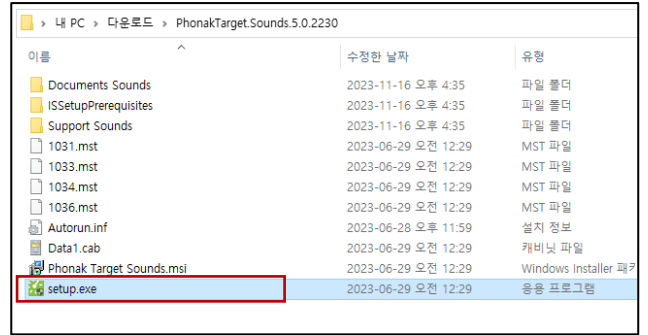 내 PC > 다운로드 > PhonakTarget.Sounds.5.0.2230
이름 수정한 날짜 유형
Documents Sounds 2023-11-16 오후 4:35 파일 폴더
ISSetupPrerequisites 2023-11-16 오후 4:35 파일 폴더
Support Sounds 2023-11-16 오후 4:35 파일 폴더
1031.mst 2023-06-29 오전 12:29 MST 파일
1033.mst 2023-06-29 오전 12:29 MST 파일
1034.mst 2023-06-29 오전 12:29 MST 파일
1036.mst 2023-06-29 오전 12:29 MST 파일
Autorun.inf 2023-06-28 오후 11:59 설치 정보
Data1.cab 2023-06-29 오전 12:29 캐비닛 파일
Phonak Target Sounds.msi 2023-06-29 오전 12:29 Windows Installer 패키
setup.exe 2023-06-29 오전 12:29 응용 프로그램